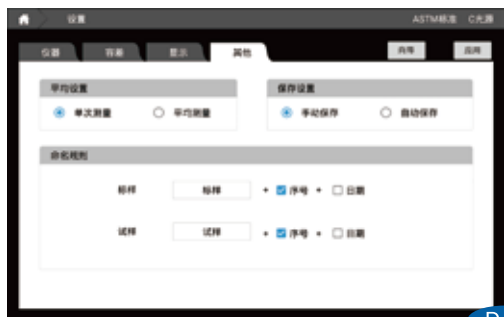 设置 ASTM标准 C光源
仪器 容差 显示 其他 向导 应用
平均设置 保存设置
单次测量 平均测量 手动保存 自动保存
命名规则
标样 标样 + 序号 + 日期
试样 试样 + 序号 + 日期